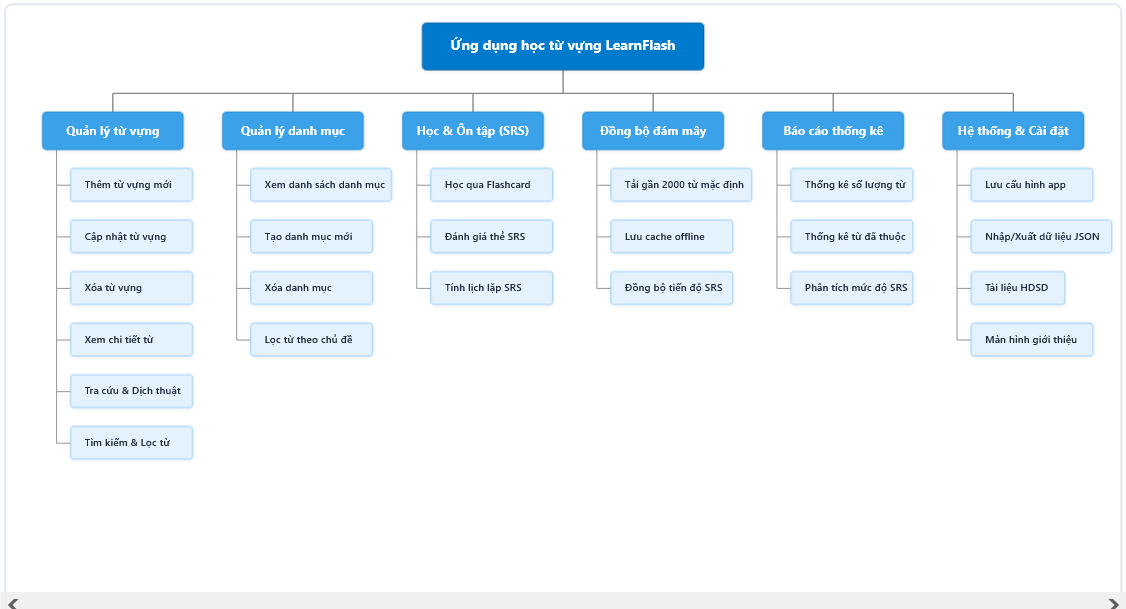 Ứng dụng học từ vựng LearnFlash
Quản lý từ vựng
Thêm từ vựng mới
Cập nhật từ vựng
Xóa từ vựng
Xem chi tiết từ
Tra cứu & Dịch thuật
Tìm kiếm & Lọc từ
Quản lý danh mục
Xem danh sách danh mục
Tạo danh mục mới
Xóa danh mục
Lọc từ theo chủ đề
Học & Ôn tập (SRS)
Học qua Flashcard
Đánh giá thẻ SRS
Tính lịch lặp SRS
Đồng bộ đám mây
Tải gần 2000 từ mặc định
Lưu cache offline
Đồng bộ tiến độ SRS
Báo cáo thống kê
Thống kê số lượng từ
Thống kê từ đã thuộc
Phân tích mức độ SRS
Hệ thống & Cài đặt
Lưu cấu hình app
Nhập/Xuất dữ liệu JSON
Tài liệu HDSD
Màn hình giới thiệu